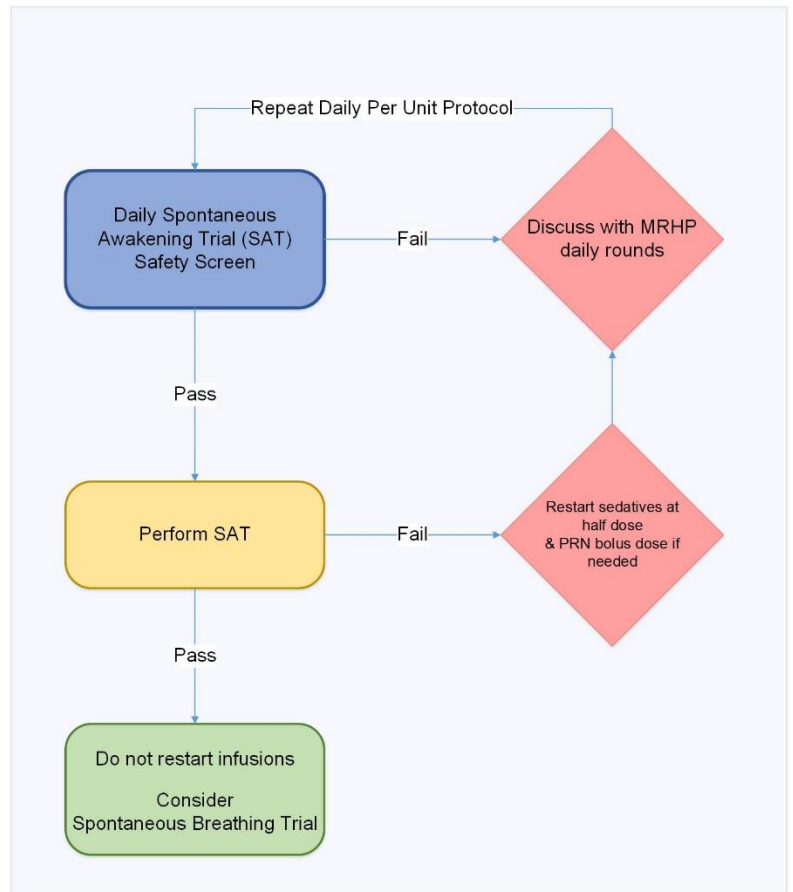 Repeat Daily Per Unit Protocol
Daily Spontaneous
Awakening Trial (SAT)
Safety Screen
Fail
Discuss with MRHP
daily rounds
Pass
Perform SAT
Fail
Restart sedatives at
half dose
& PRN bolus dose if
needed
Pass
Do not restart infusions
Consider
Spontaneous Breathing Trial